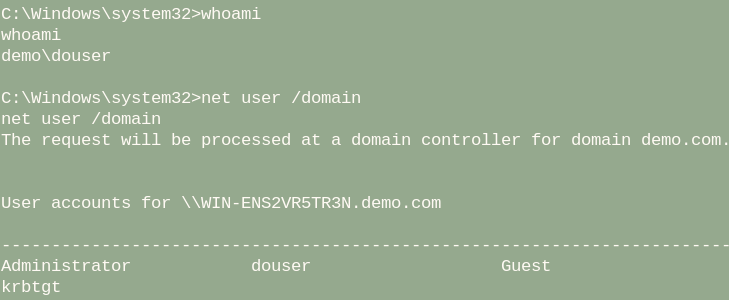 C:\Windows\system32>whoami
whoami
demo\douser
C:\Windows\system32>net user /domain
net user /domain
The request will be processed at a domain controller for domain demo.com.
User accounts for \\WIN-ENS2VR5TR3N.demo.com
-------------------------------------------------------------------------
Administrator            douser                   Guest
krbtgt